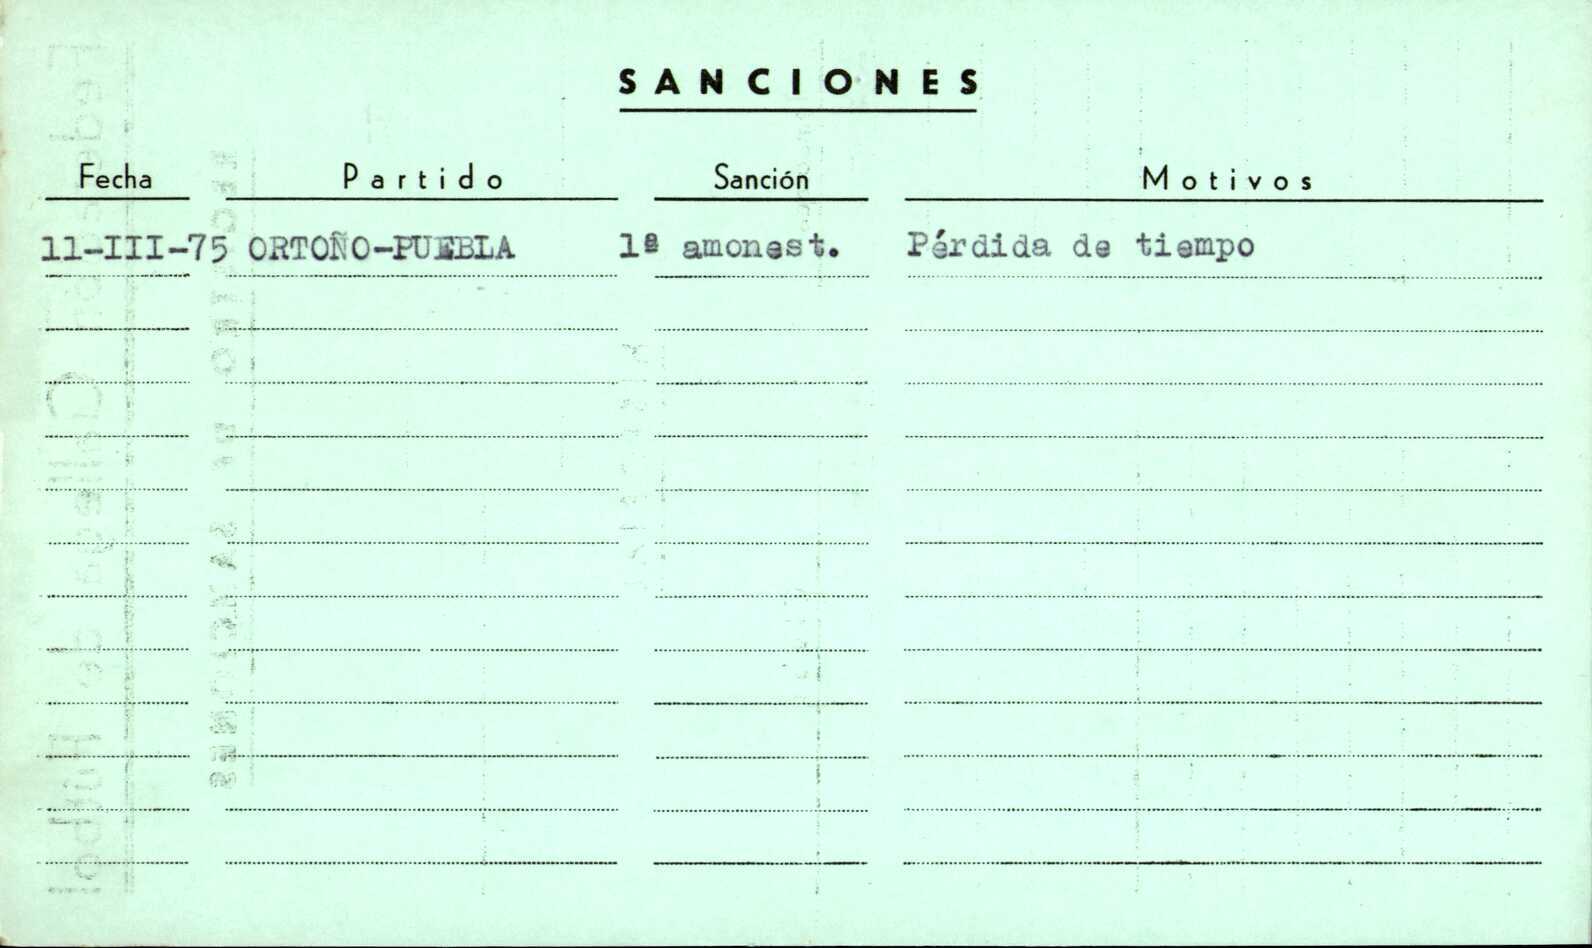 SANCIONES
Fecha Partido Sanción Motivos
11-III-75 ORTOÑO-PUEBLA 1ª amonest. Pérdida de tiempo